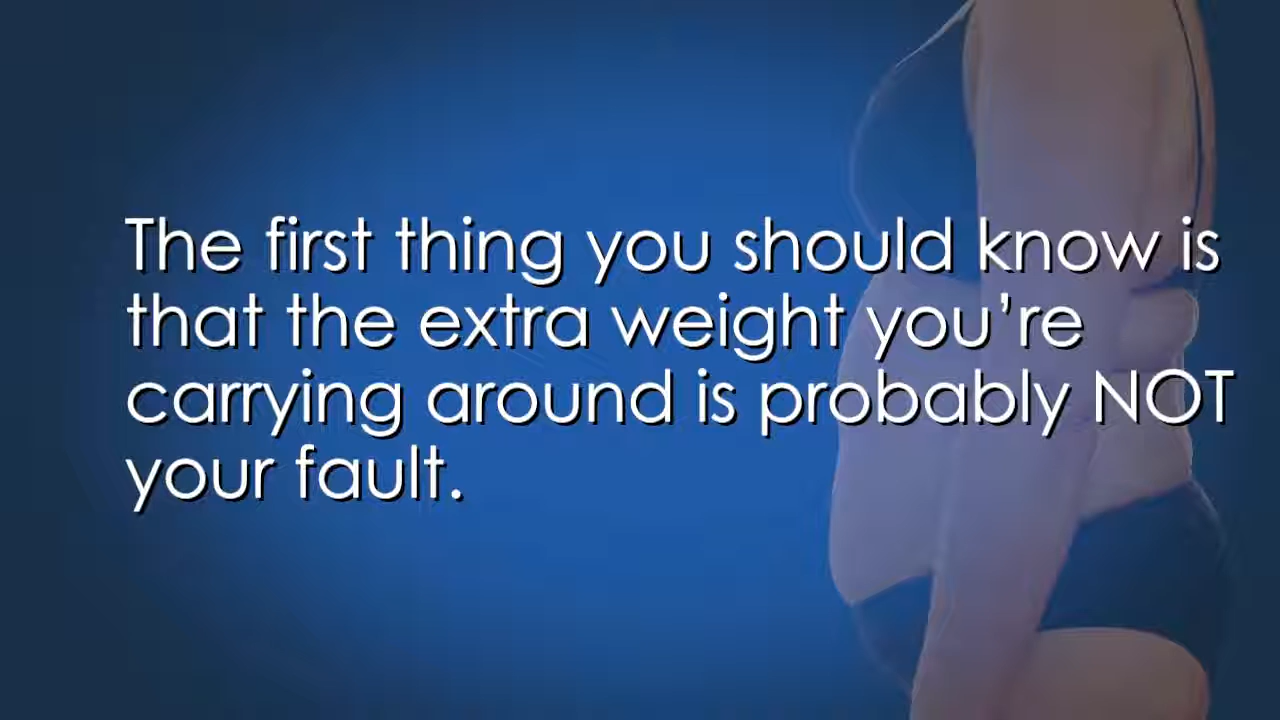 The first thing you should know is
that the extra weight you’re
carrying around is probably NOT
your fault.